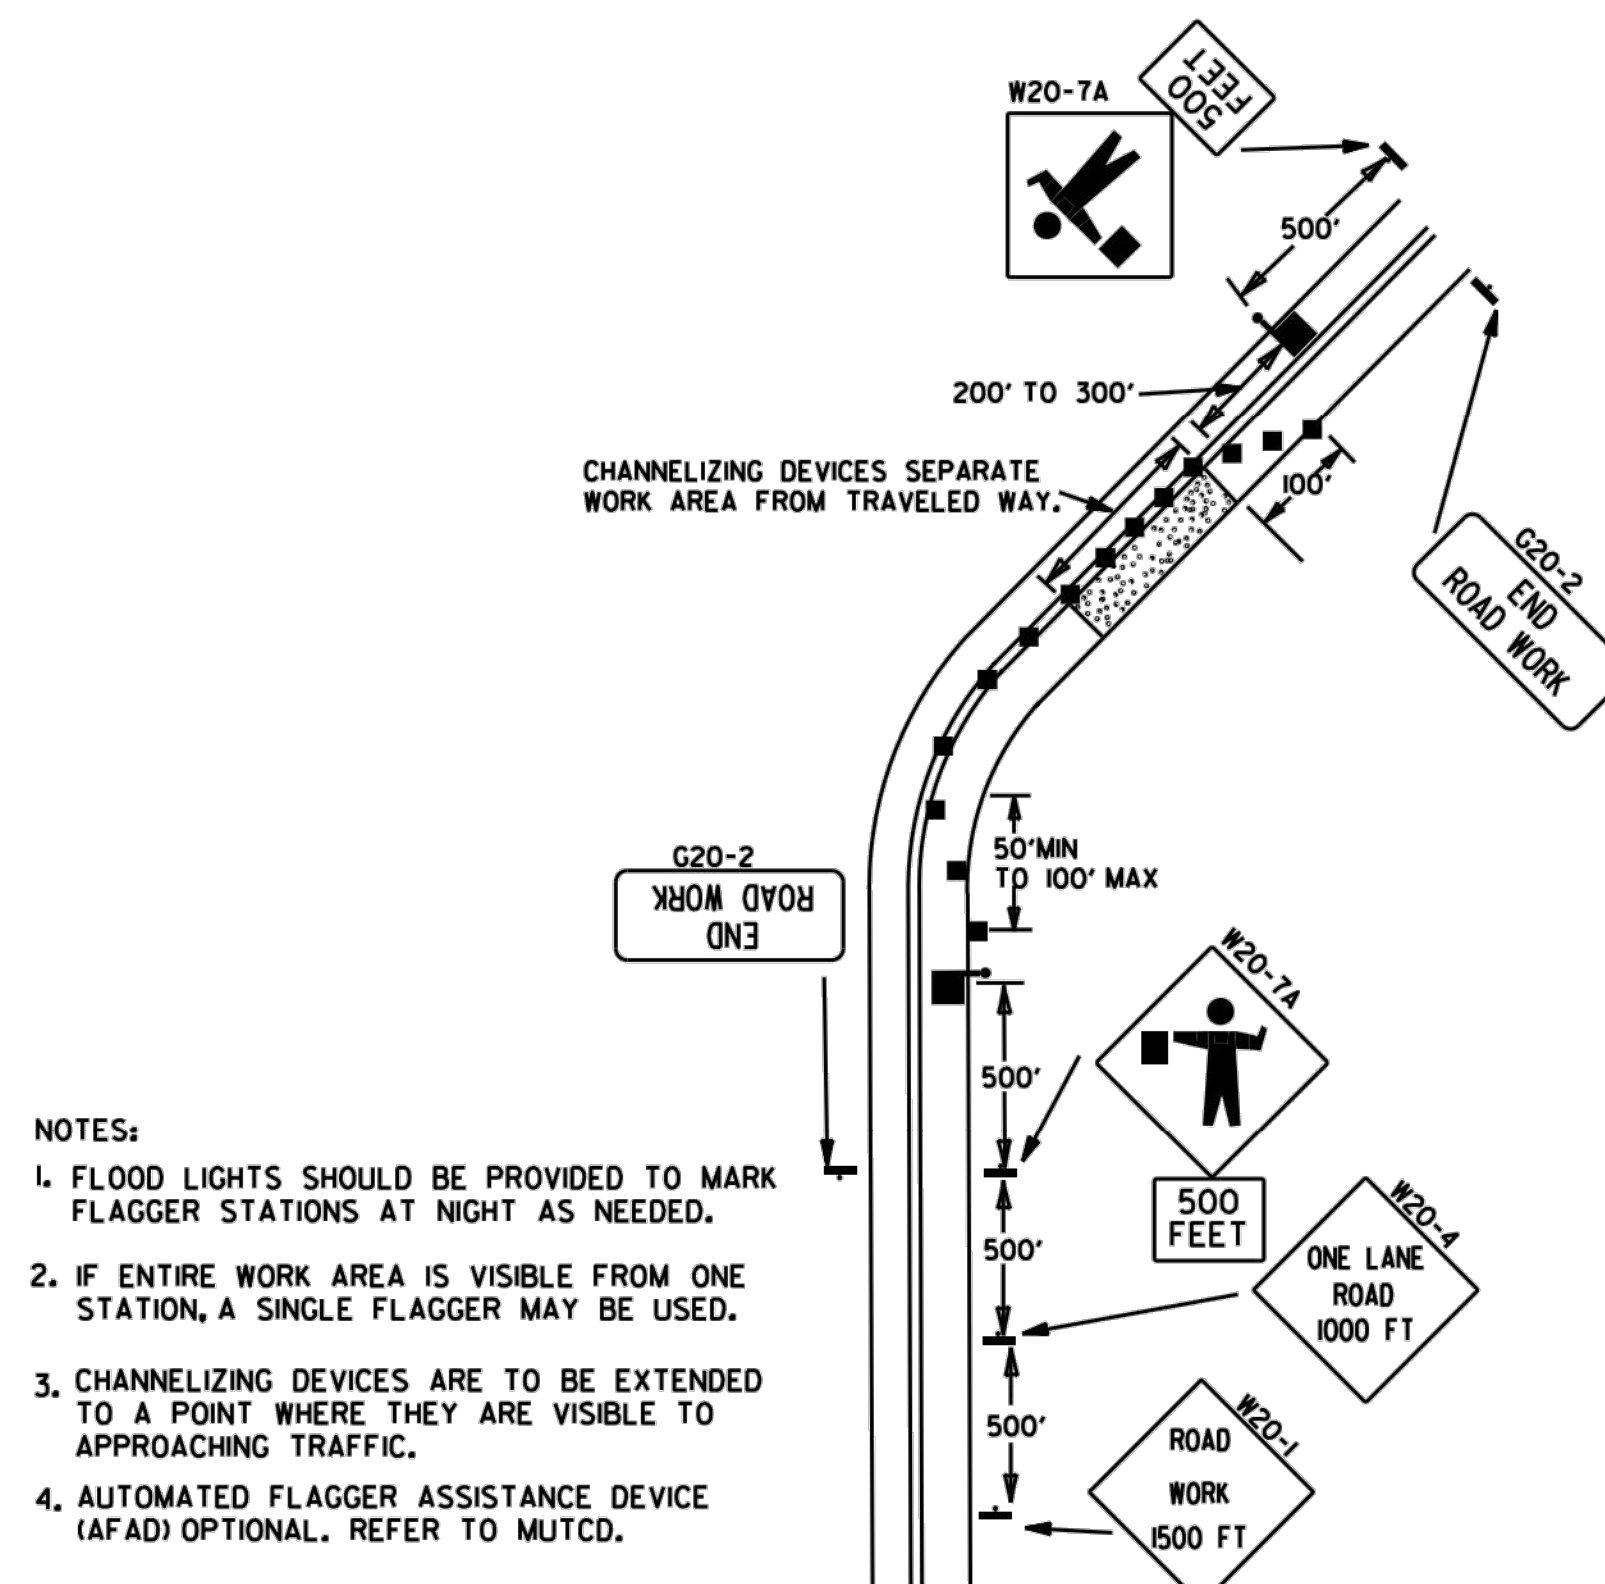 W20-7A
500
FEET
500'
200' TO 300'
CHANNELIZING DEVICES SEPARATE
WORK AREA FROM TRAVELED WAY.
100'
G20-2
END
ROAD WORK
50'MIN
TO 100' MAX
G20-2
END
ROAD WORK
W20-7A
500'
500
FEET
W20-4
ONE LANE
ROAD
1000 FT
500'
500'
W20-1
ROAD
WORK
1500 FT
NOTES:
1. FLOOD LIGHTS SHOULD BE PROVIDED TO MARK
FLAGGER STATIONS AT NIGHT AS NEEDED.
2. IF ENTIRE WORK AREA IS VISIBLE FROM ONE
STATION, A SINGLE FLAGGER MAY BE USED.
3. CHANNELIZING DEVICES ARE TO BE EXTENDED
TO A POINT WHERE THEY ARE VISIBLE TO
APPROACHING TRAFFIC.
4. AUTOMATED FLAGGER ASSISTANCE DEVICE
(AFAD) OPTIONAL. REFER TO MUTCD.